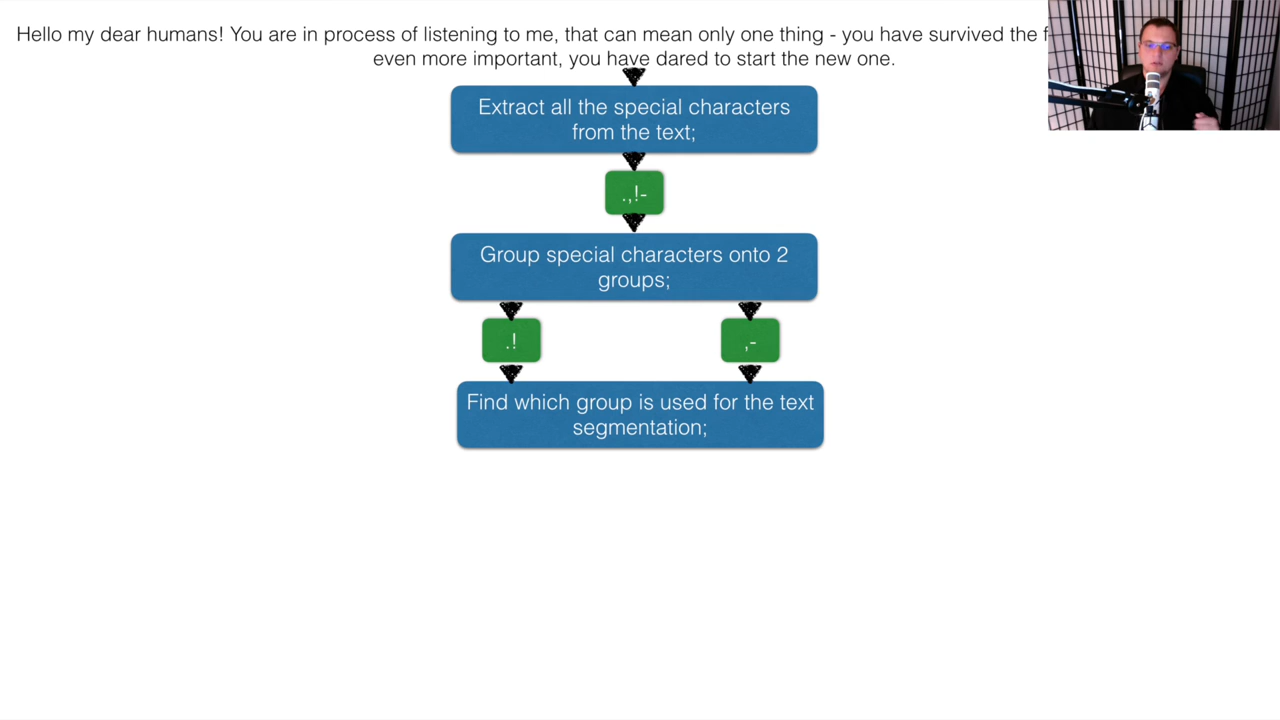 Hello my dear humans! You are in process of listening to me, that can mean only one thing - you have survived the
even more important, you have dared to start the new one.
Extract all the special characters
from the text;
.,!-
Group special characters onto 2
groups;
.!
,-
Find which group is used for the text
segmentation;